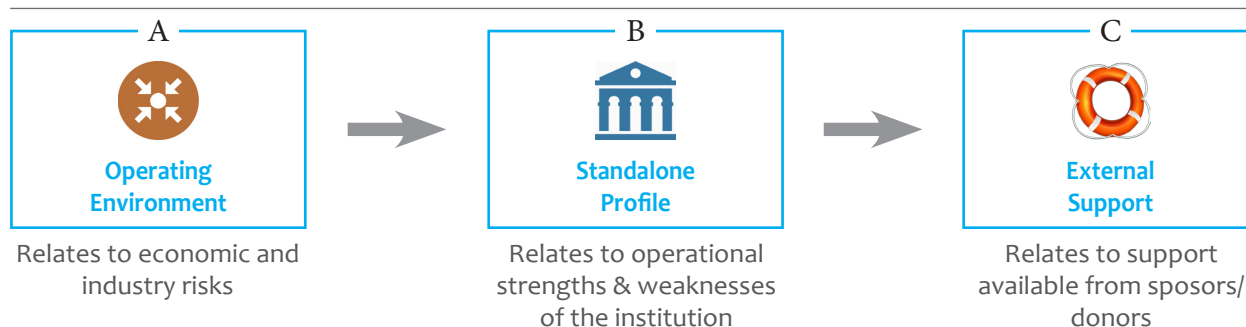 A
Operating
Environment
Relates to economic and
industry risks
B
Standalone
Profile
Relates to operational
strengths & weaknesses
of the institution
C
External
Support
Relates to support
available from sposors/
donors